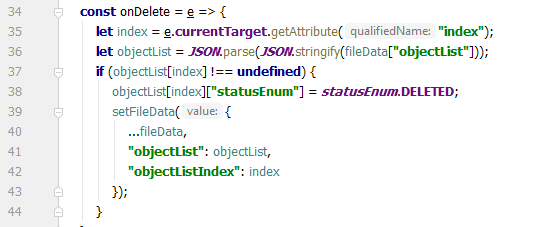 34 const onDelete = e => {
35 let index = e.currentTarget.getAttribute( qualifiedName: "index");
36 let objectList = JSON.parse(JSON.stringify(fileData["objectList"]));
37 if (objectList[index] !== undefined) {
38 objectList[index]["statusEnum"] = statusEnum.DELETED;
39 setFileData( value: {
40 ...fileData,
41 "objectList": objectList,
42 "objectListIndex": index
43 });
44 }